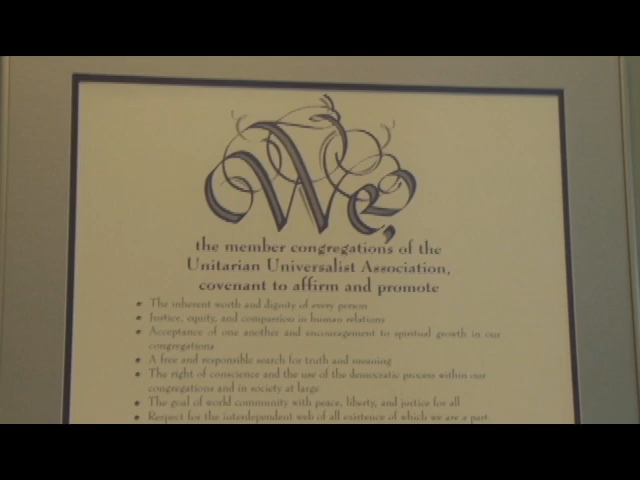 We,
the member congregations of the
Unitarian Universalist Association,
covenant to affirm and promote
The inherent worth and dignity of every person
Justice, equity, and compassion in human relations
Acceptance of one another and encouragement to spiritual growth in our
congregations
A free and responsible search for truth and meaning
The right of conscience and the use of the democratic process within our
congregations and in society at large
The goal of world community with peace, liberty, and justice for all
Respect for the interdependent web of all existence of which we are a part